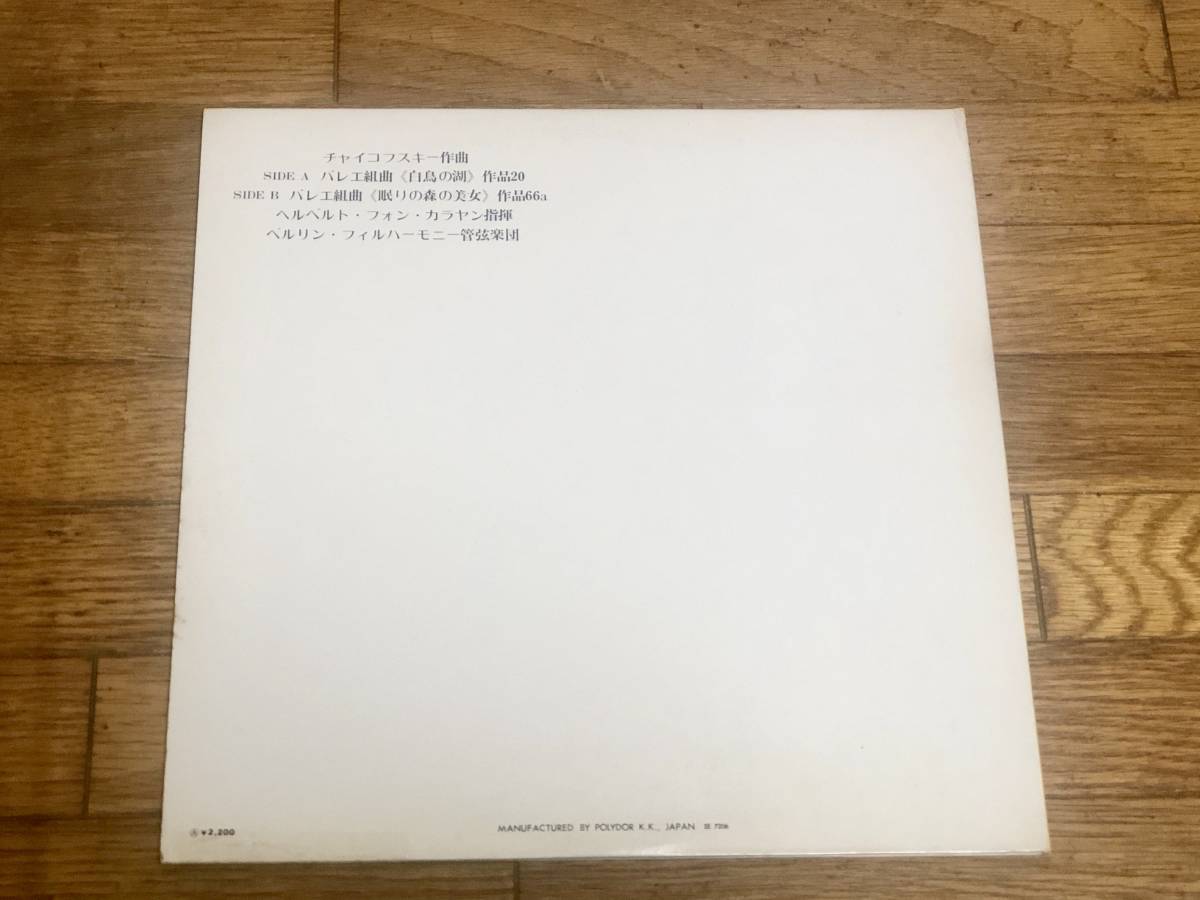 チャイコフスキー作曲
SIDE A バレエ組曲《白鳥の湖》作品20
SIDE B バレエ組曲《眠りの森の美女》作品66a
ヘルベルト・フォン・カラヤン指揮
ベルリン・フィルハーモニー管弦楽団
Ⓐ ¥2,200 MANUFACTURED BY POLYDOR K.K., JAPAN